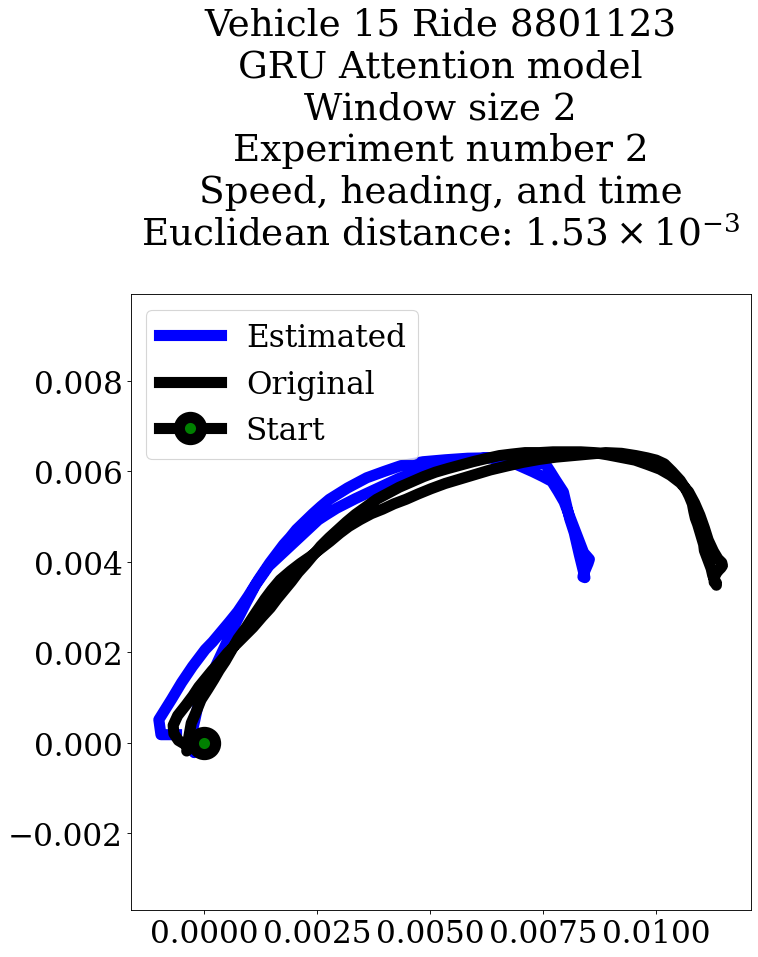 Vehicle 15 Ride 8801123
GRU Attention model
Window size 2
Experiment number 2
Speed, heading, and time
Euclidean distance: 1.53 × 10⁻³
Estimated
Original
Start
0.008
0.006
0.004
0.002
0.000
−0.002
0.0000 0.0025 0.0050 0.0075 0.0100